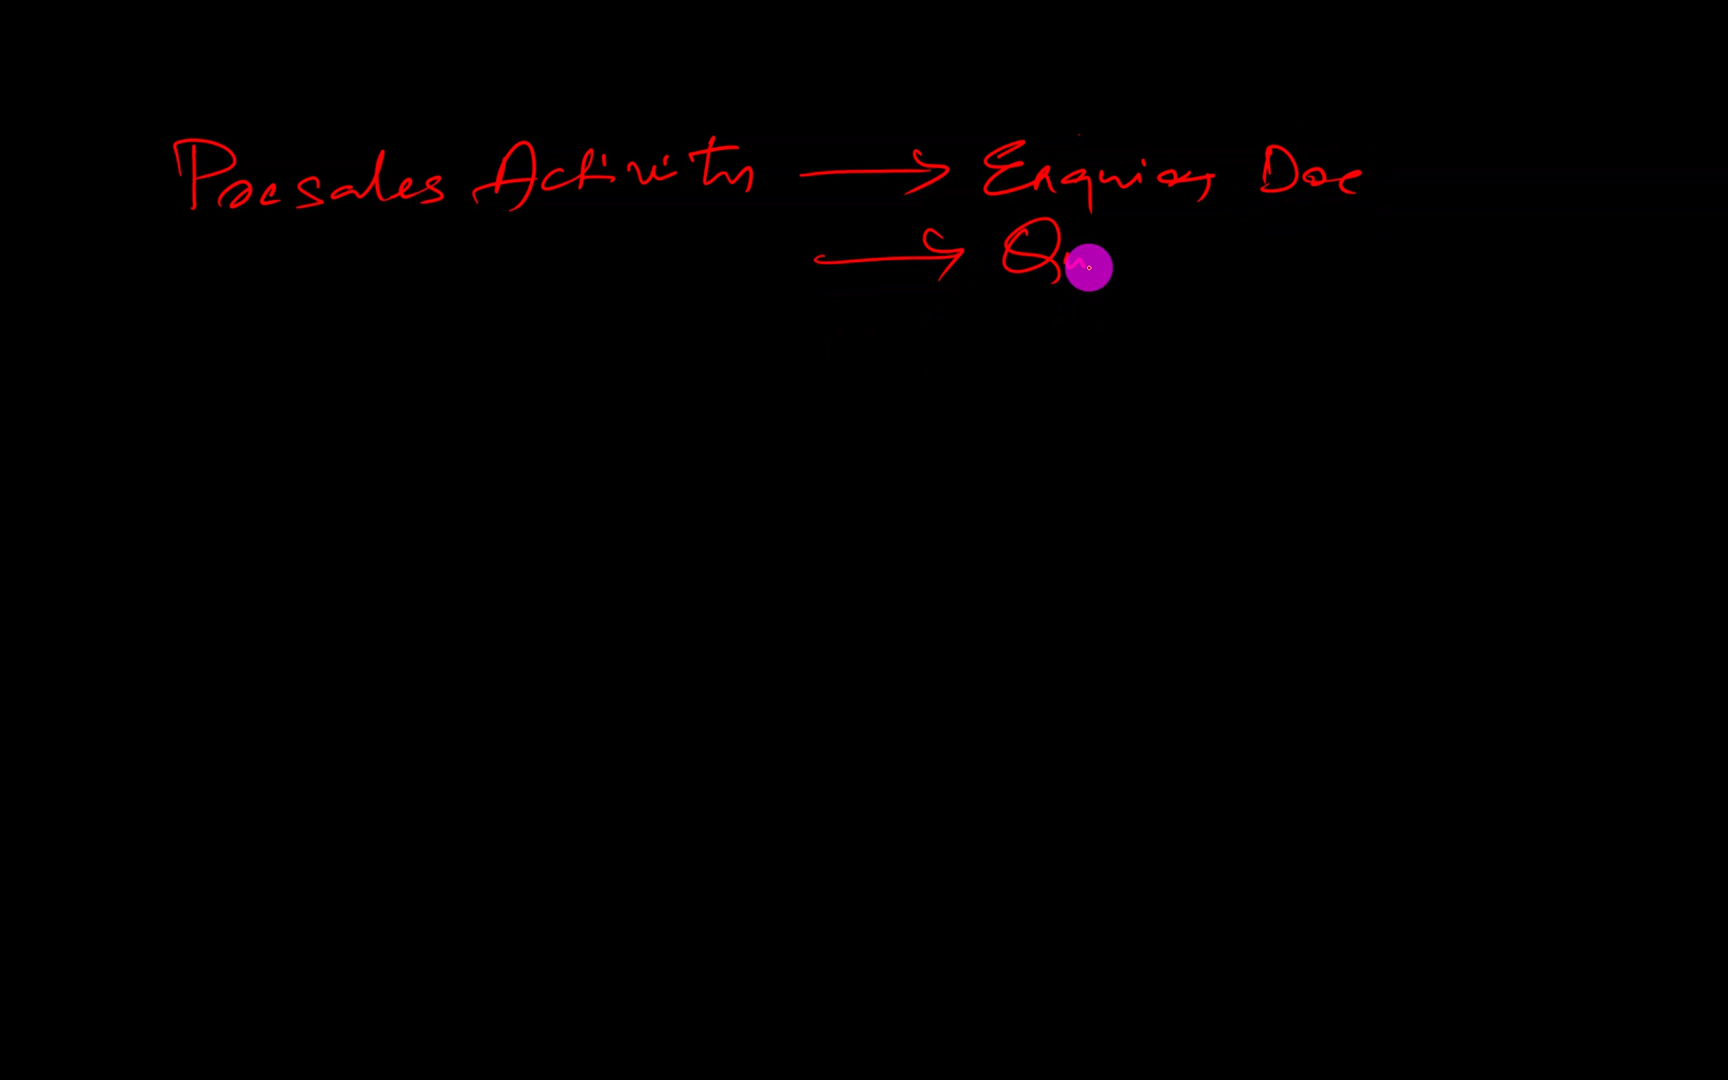 Presales Activity → Enquiry Doc
→ Qu